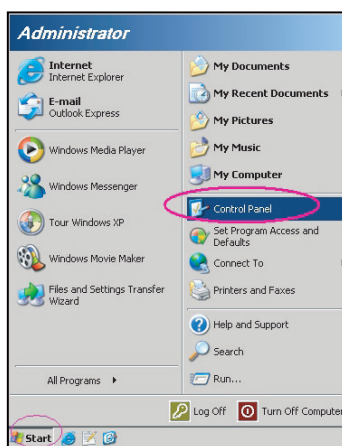 Administrator
Internet
Internet Explorer
E-mail
Outlook Express
Windows Media Player
Windows Messenger
Tour Windows XP
Windows Movie Maker
Files and Settings Transfer
Wizard
All Programs
My Documents
My Recent Documents
My Pictures
My Music
My Computer
Control Panel
Set Program Access and
Defaults
Connect To
Printers and Faxes
Help and Support
Search
Run...
Log Off
Turn Off Computer
Start